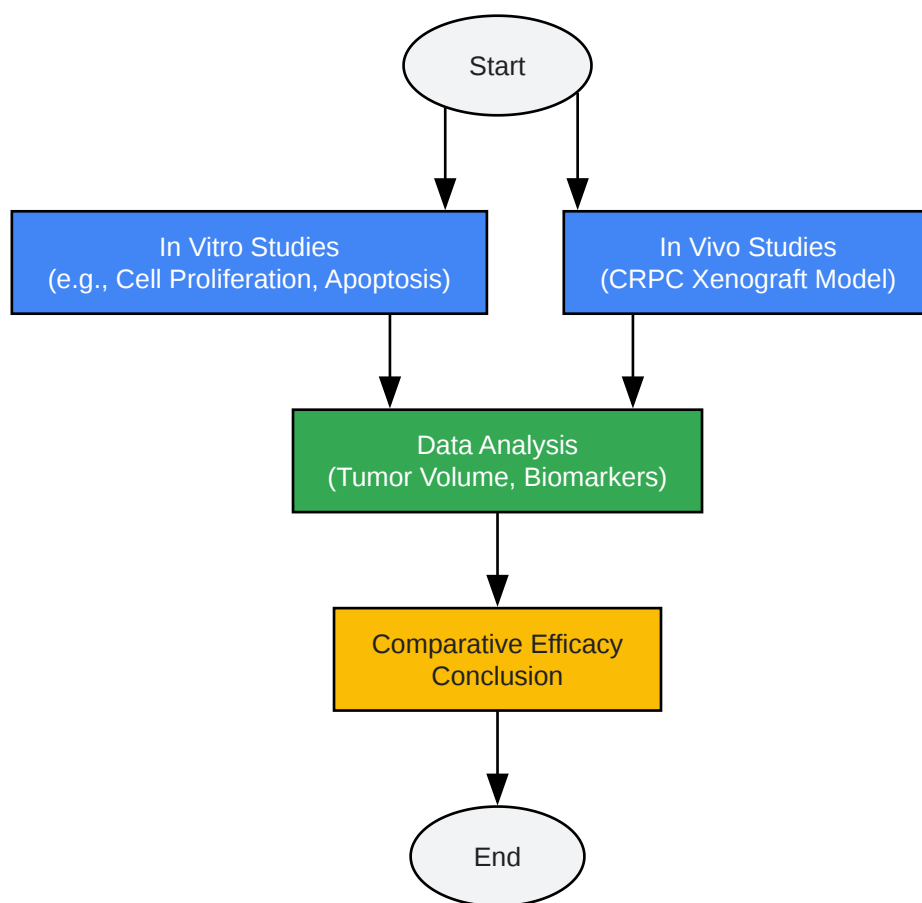 Start
In Vitro Studies
(e.g., Cell Proliferation, Apoptosis)
In Vivo Studies
(CRPC Xenograft Model)
Data Analysis
(Tumor Volume, Biomarkers)
Comparative Efficacy
Conclusion
End